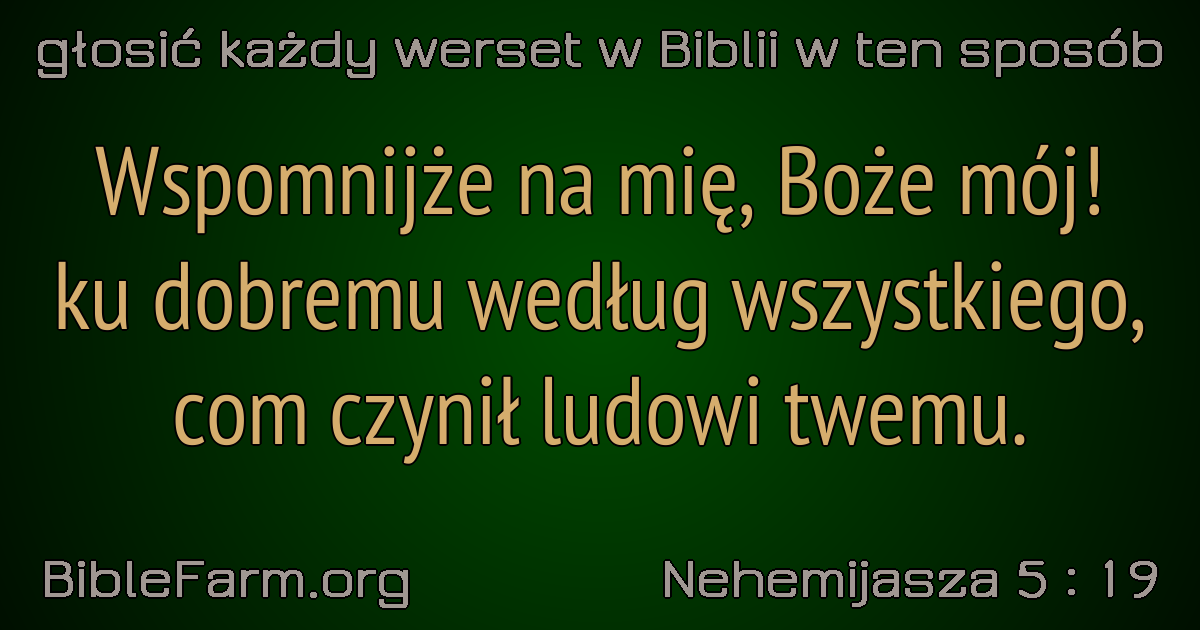 głosić każdy werset w Biblii w ten sposób
Wspomnijże na mię, Boże mój!
ku dobremu według wszystkiego,
com czynił ludowi twemu.
BibleFarm.org
Nehemijasza 5 : 19